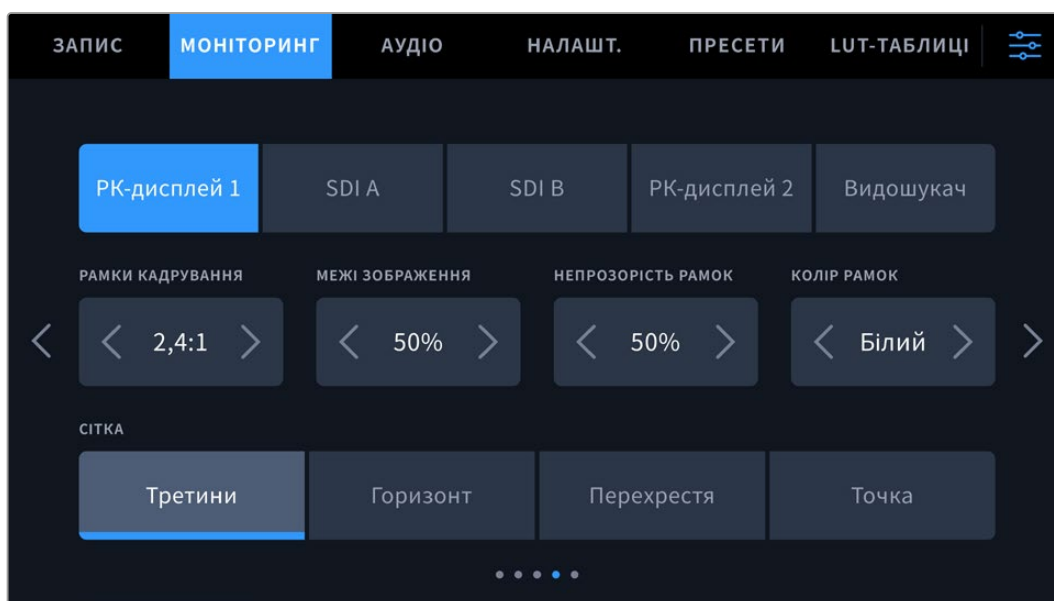 ЗАПИС МОНІТОРИНГ АУДІО НАЛАШТ. ПРЕСЕТИ LUT-ТАБЛИЦІ
РК-дисплей 1 SDI A SDI B РК-дисплей 2 Видошукач
РАМКИ КАДРУВАННЯ МЕЖІ ЗОБРАЖЕННЯ НЕПРОЗОРІСТЬ РАМОК КОЛІР РАМОК
2,4:1 50% 50% Білий
СІТКА
Третини Горизонт Перехрестя Точка